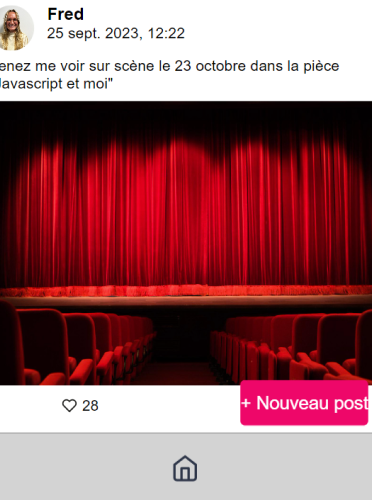 Fred
25 sept. 2023, 12:22
enez me voir sur scène le 23 octobre dans la pièce
Javascript et moi"
28
+ Nouveau post